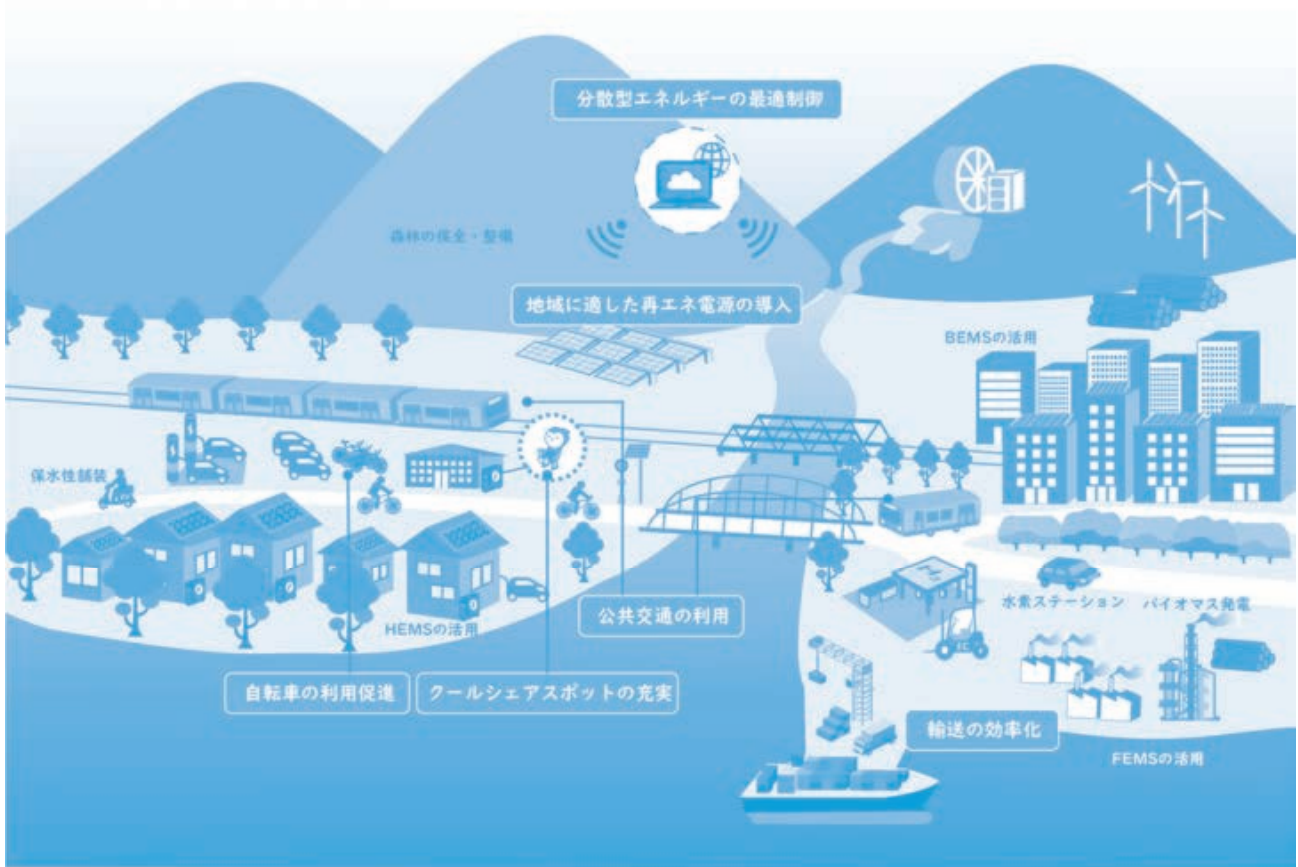 分散型エネルギーの最適制御
森林の保全・整備
地域に適した再エネ電源の導入
BEMSの活用
保水性舗装
水素ステーション
バイオマス発電
公共交通の利用
HEMSの活用
自転車の利用促進
クールシェアスポットの充実
輸送の効率化
FEMSの活用